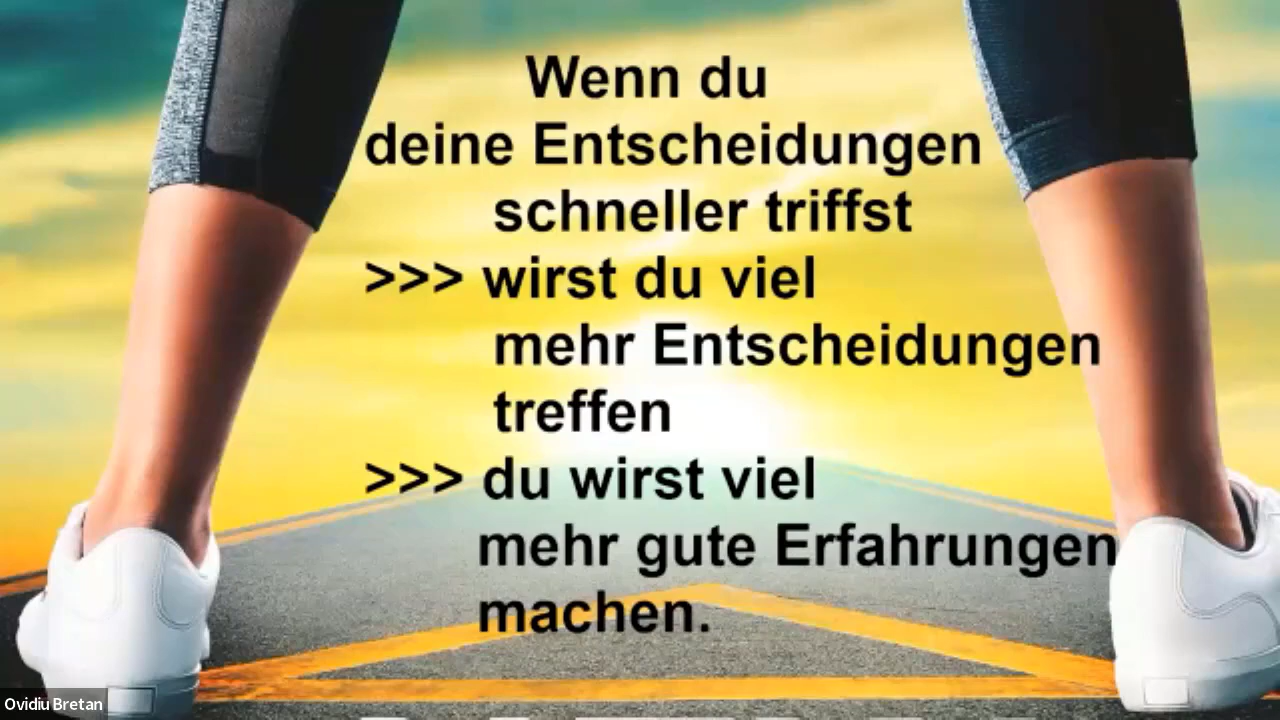 Wenn du
deine Entscheidungen
schneller triffst
>>> wirst du viel
mehr Entscheidungen
treffen
>>> du wirst viel
mehr gute Erfahrungen
machen.
Ovidiu Bretan